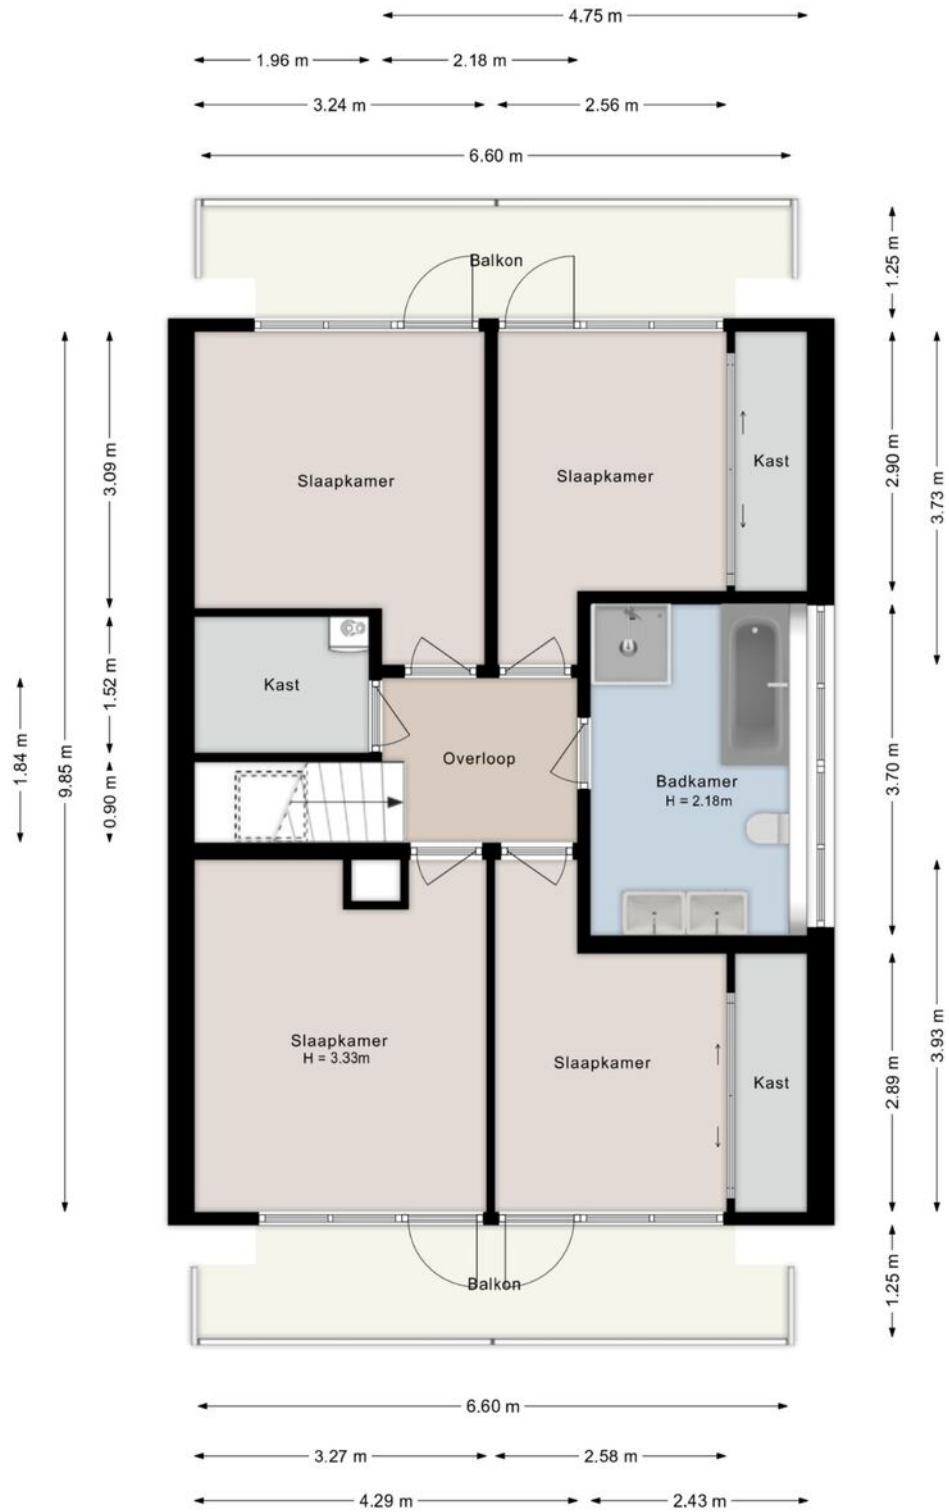 4.75 m
1.96 m
2.18 m
3.24 m
2.56 m
6.60 m
Balkon
1.25 m
3.09 m
2.90 m
3.73 m
9.85 m
Slaapkamer
Slaapkamer
Kast
1.52 m
Kast
1.84 m
0.90 m
Overloop
Badkamer
H = 2.18m
3.70 m
Slaapkamer
H = 3.33m
Slaapkamer
Kast
2.89 m
3.93 m
Balkon
1.25 m
6.60 m
3.27 m
2.58 m
4.29 m
2.43 m